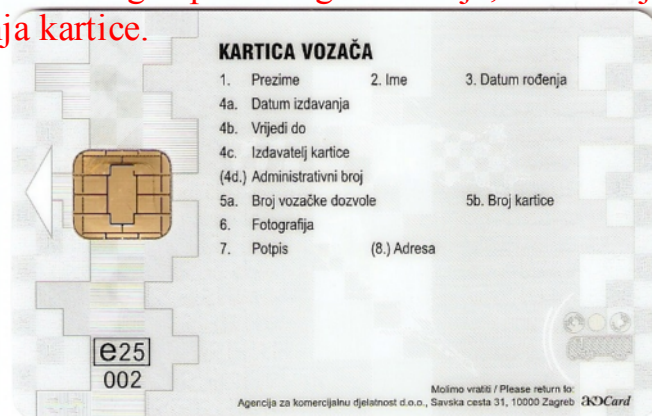 ja kartice.
KARTICA VOZAČA
1. Prezime 2. Ime 3. Datum rođenja
4a. Datum izdavanja
4b. Vrijedi do
4c. Izdavatelj kartice
(4d.) Administrativni broj
5a. Broj vozačke dozvole 5b. Broj kartice
6. Fotografija
7. Potpis (8.) Adresa
e25
002
Molimo vratiti / Please return to:
Agencija za komercijalnu djelatnost d.o.o., Savska cesta 31, 10000 Zagreb AKDCard